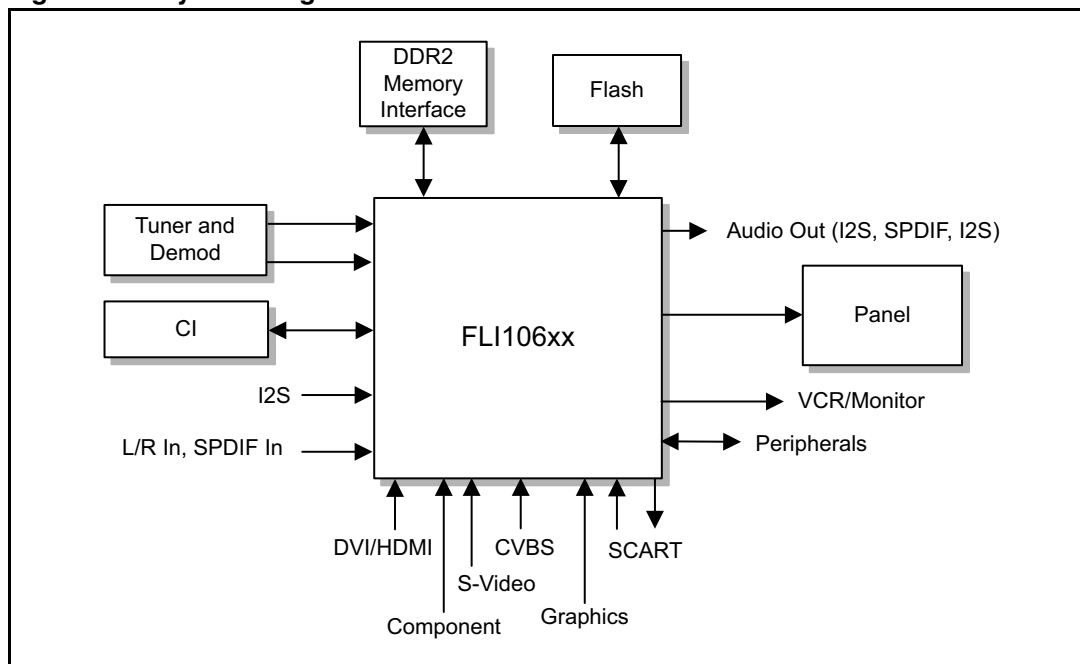 DDR2
Memory
Interface
Flash
Tuner and
Demod
Audio Out (I2S, SPDIF, I2S)
CI
FLI106xx
Panel
I2S
VCR/Monitor
L/R In, SPDIF In
Peripherals
DVI/HDMI
CVBS
SCART
S-Video
Graphics
Component